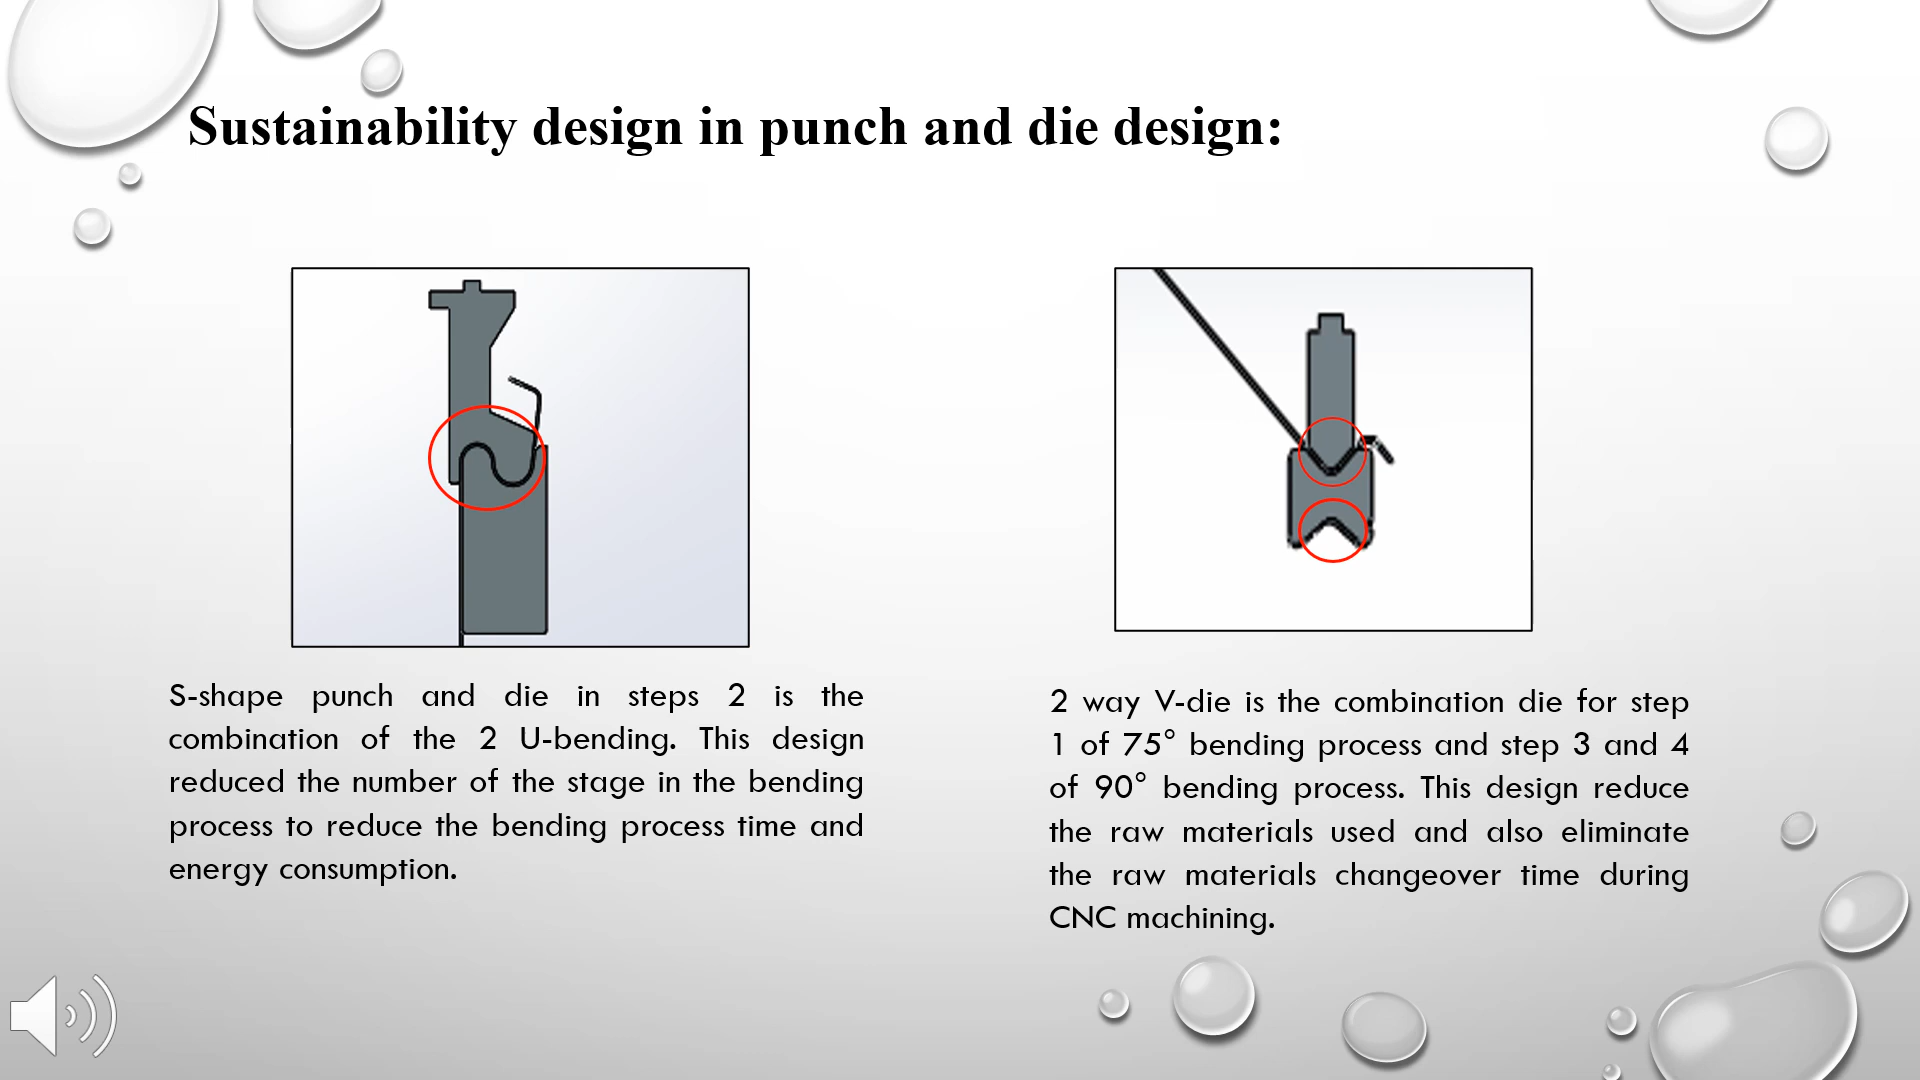 Sustainability design in punch and die design:
S-shape punch and die in steps 2 is the
combination of the 2 U-bending. This design
reduced the number of the stage in the bending
process to reduce the bending process time and
energy consumption.
2 way V-die is the combination die for step
1 of 75° bending process and step 3 and 4
of 90° bending process. This design reduce
the raw materials used and also eliminate
the raw materials changeover time during
CNC machining.